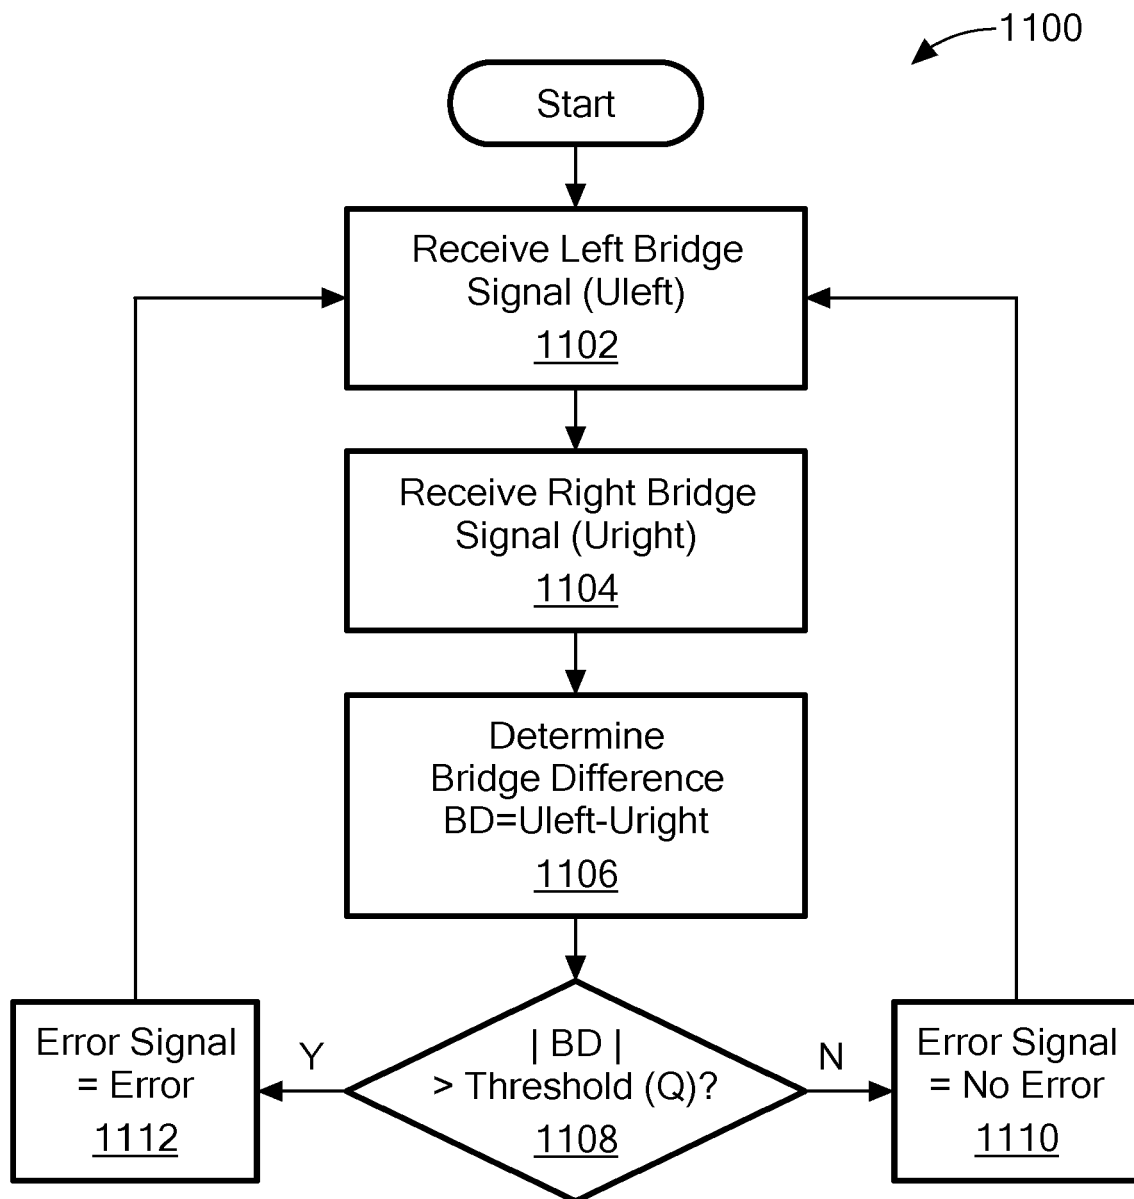 1100
Start
Receive Left Bridge
Signal (Uleft)
1102
Receive Right Bridge
Signal (Uright)
1104
Determine
Bridge Difference
BD=Uleft-Uright
1106
| BD |
> Threshold (Q)?
1108
Y
N
Error Signal
= Error
1112
Error Signal
= No Error
1110